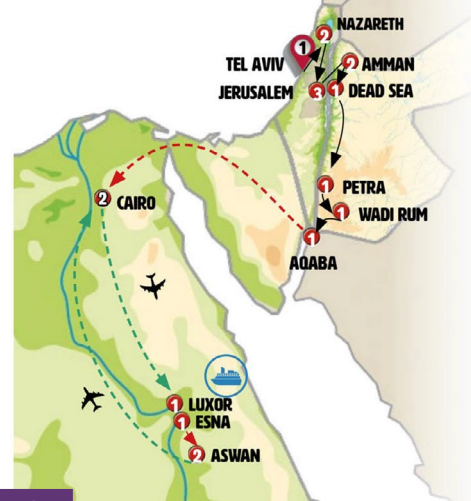 2 NAZARETH
1
TEL AVIV
2 AMMAN
JERUSALEM 3
1 DEAD SEA
1 PETRA
1 WADI RUM
2 CAIRO
1
AQABA
1 LUXOR
1 ESNA
2 ASWAN